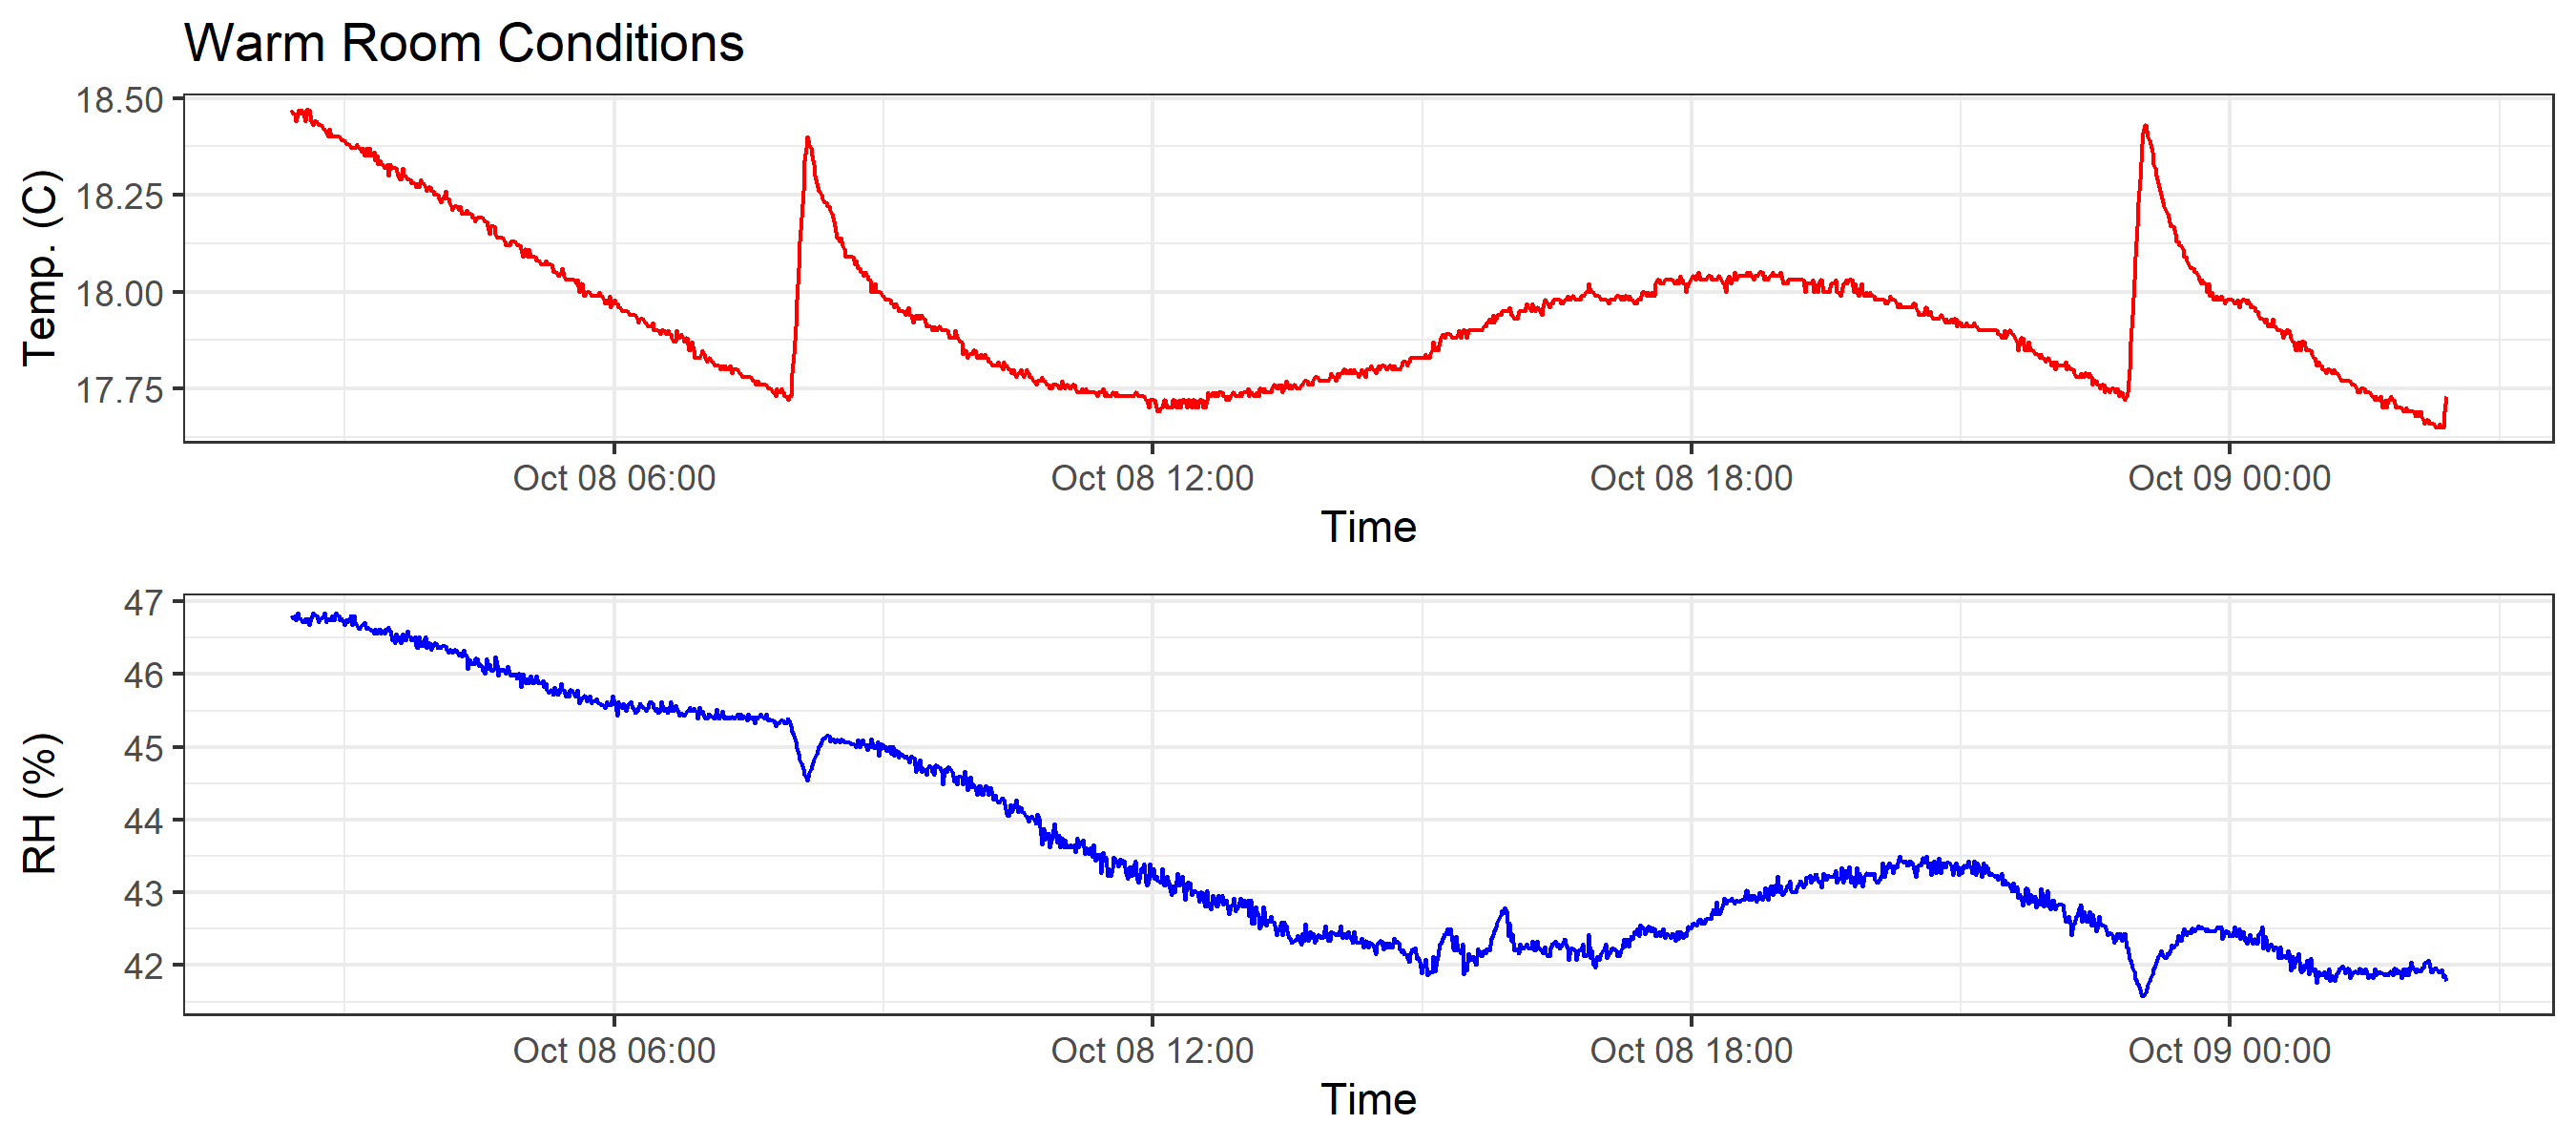 Warm Room Conditions
Temp. (C)
18.50
18.25
18.00
17.75
Oct 08 06:00 Oct 08 12:00 Oct 08 18:00 Oct 09 00:00
Time
RH (%)
47
46
45
44
43
42
Oct 08 06:00 Oct 08 12:00 Oct 08 18:00 Oct 09 00:00
Time